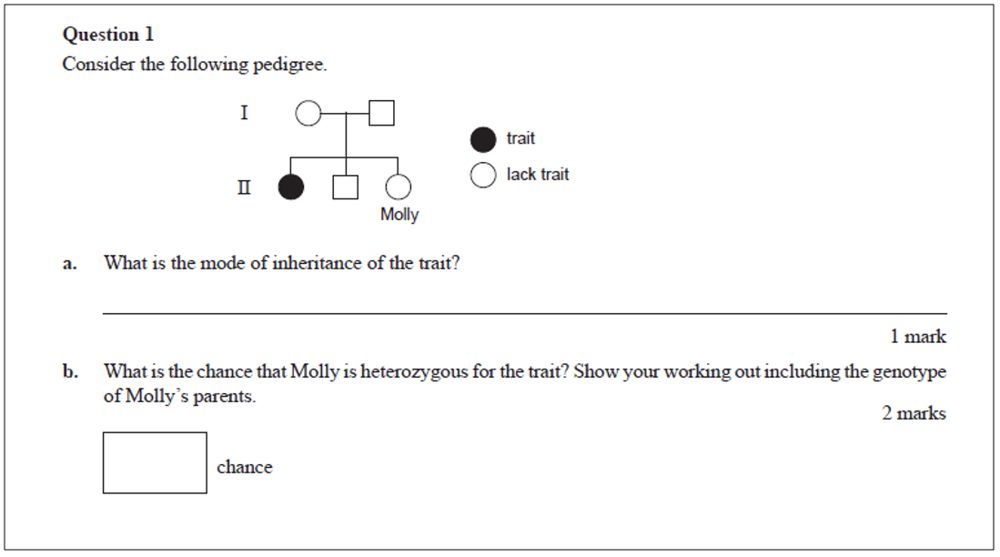 Question 1
Consider the following pedigree.
I
trait
lack trait
II
Molly
a. What is the mode of inheritance of the trait?
1 mark
b. What is the chance that Molly is heterozygous for the trait? Show your working out including the genotype
of Molly's parents.
2 marks
chance